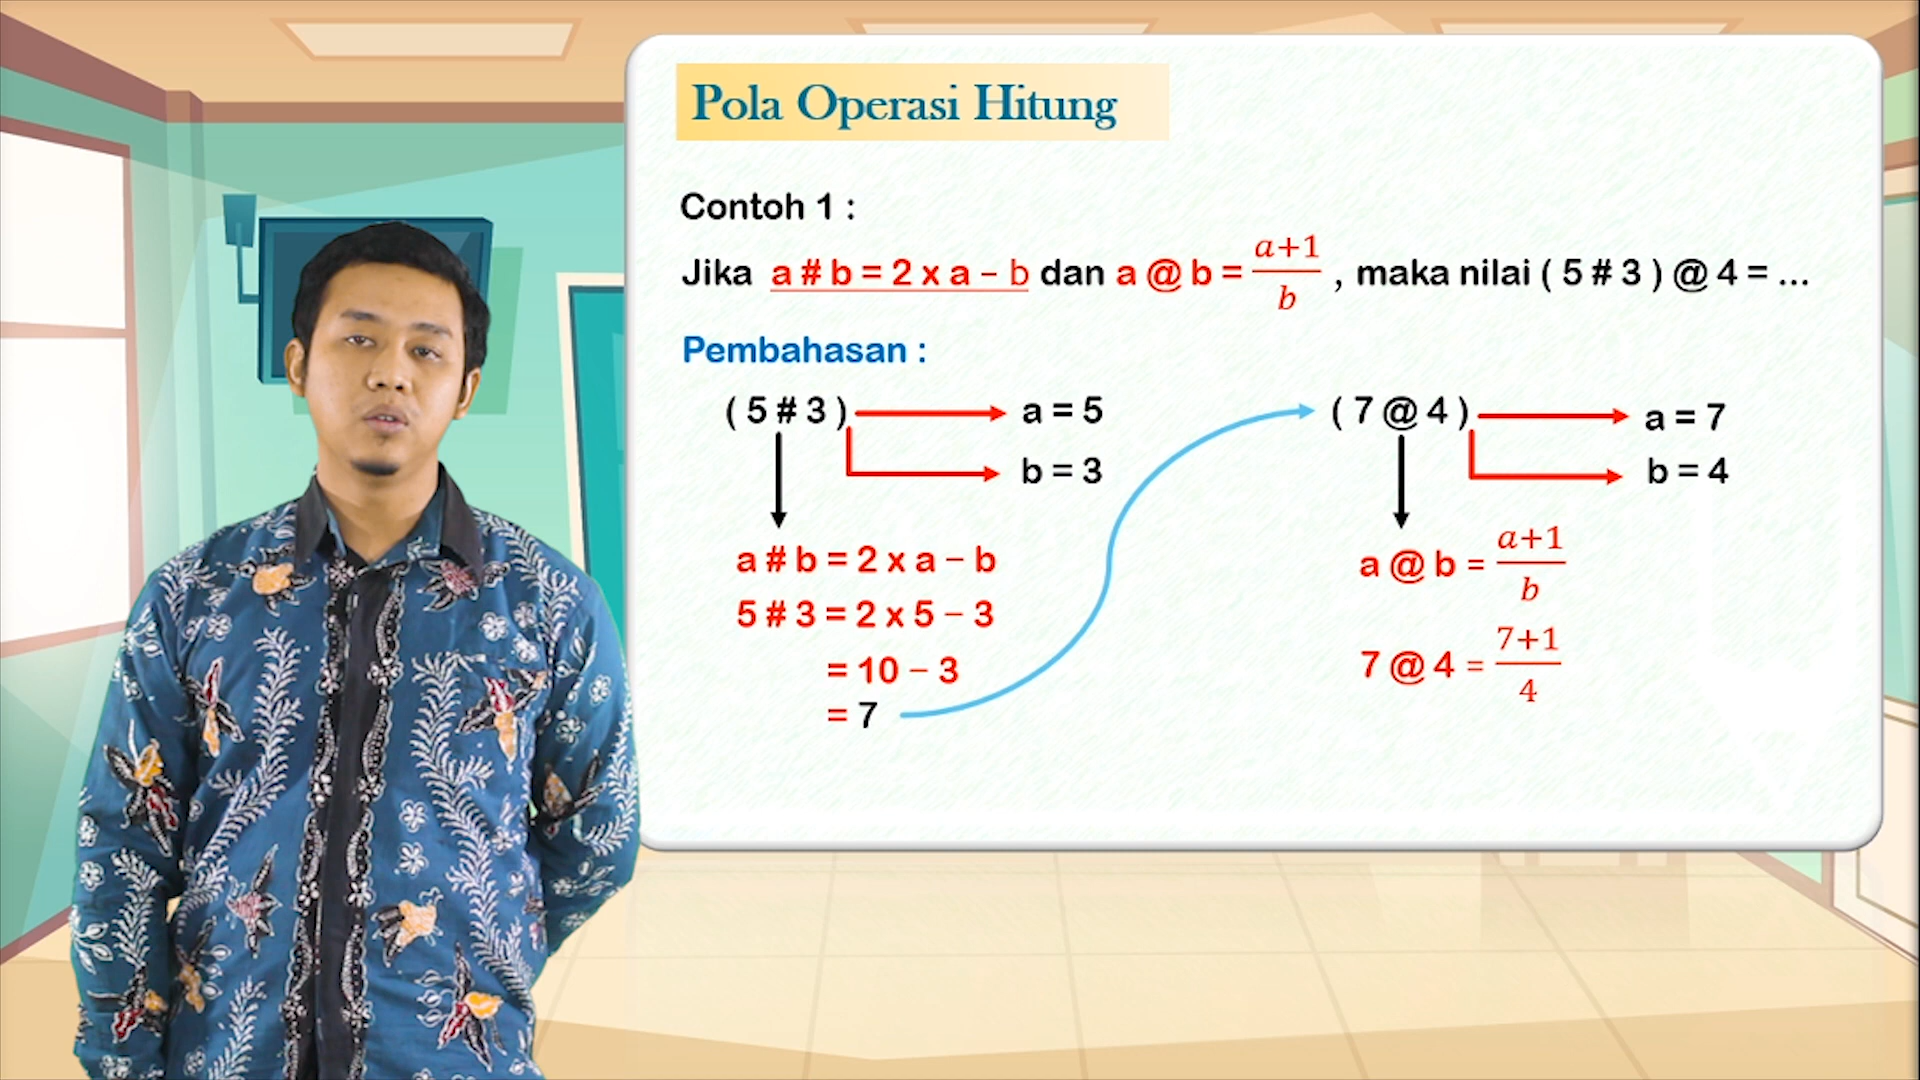 Pola Operasi Hitung
Contoh 1 :
Jika a # b = 2 x a – b dan a @ b = a+1/b , maka nilai ( 5 # 3 ) @ 4 = ...
Pembahasan :
( 5 # 3 ) a = 5
b = 3
a # b = 2 x a – b
5 # 3 = 2 x 5 – 3
= 10 – 3
= 7
( 7 @ 4 ) a = 7
b = 4
a @ b = a+1/b
7 @ 4 = 7+1/4